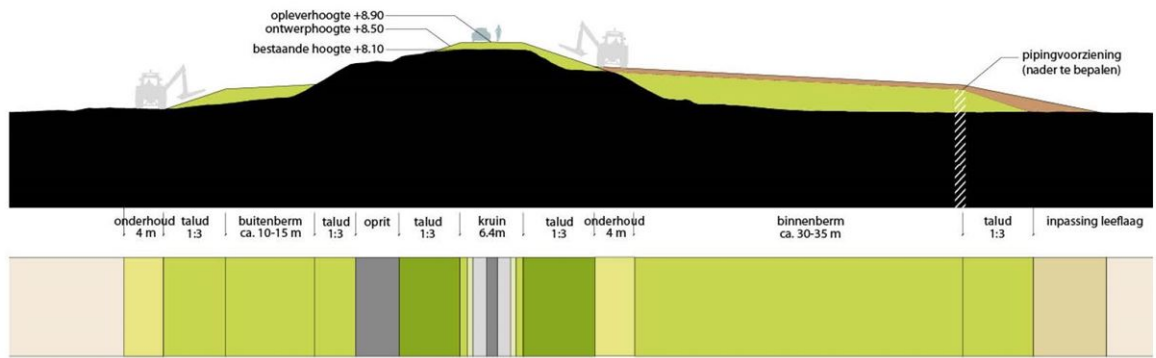 opleverhoogte +8.90
ontwerphoogte +8.50
bestaande hoogte +8.10
pipingvoorziening
(nader te bepalen)
onderhoud talud buitenberm talud oprit talud kruin talud onderhoud binnenberm talud inpassing leeflaag
4 m 1:3 ca. 10-15 m 1:3 1:3 6.4m 1:3 4 m ca. 30-35 m 1:3